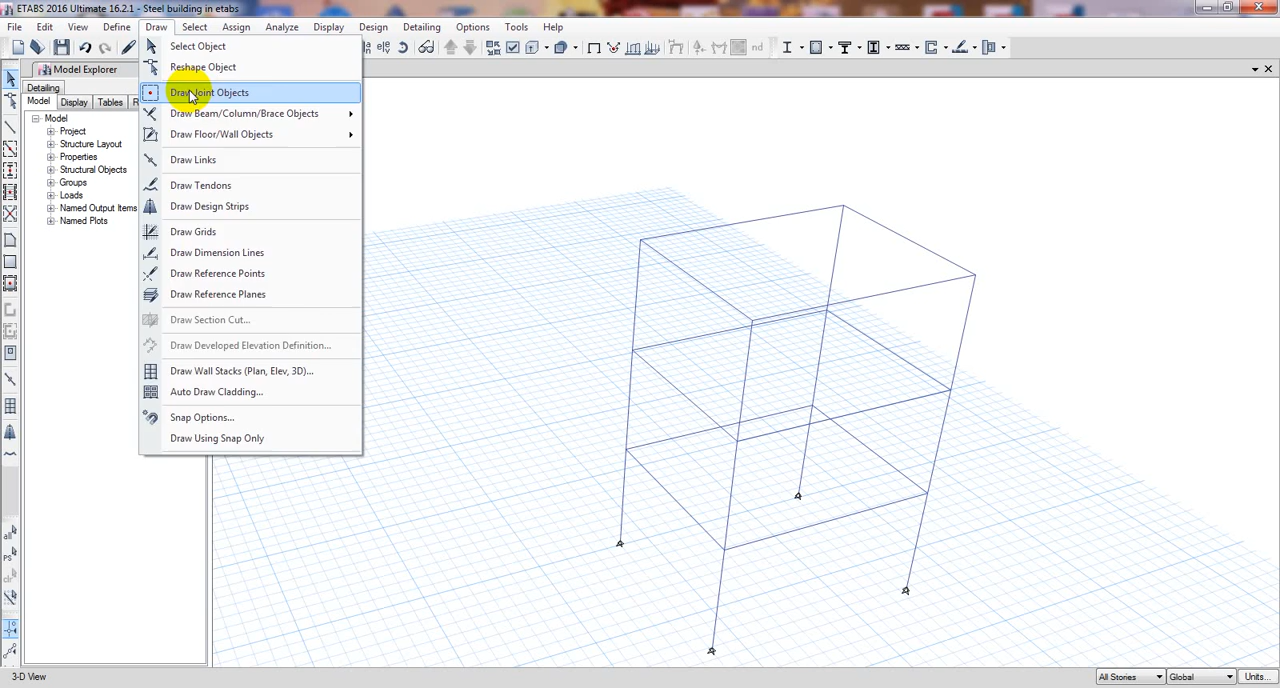 ETABS 2016 Ultimate 16.2.1 - Steel building in etabs
File Edit View Define Draw Select Assign Analyze Display Design Detailing Options Tools Help
nd
Model Explorer
Detailing
Model Display Tables R
Model
Project
Structure Layout
Properties
Structural Objects
Groups
Loads
Named Output Items
Named Plots
Select Object
Reshape Object
Draw Joint Objects
Draw Beam/Column/Brace Objects
Draw Floor/Wall Objects
Draw Links
Draw Tendons
Draw Design Strips
Draw Grids
Draw Dimension Lines
Draw Reference Points
Draw Reference Planes
Draw Section Cut...
Draw Developed Elevation Definition...
Draw Wall Stacks (Plan, Elev, 3D)...
Auto Draw Cladding...
Snap Options...
Draw Using Snap Only
all
PS
clr
3-D View
All Stories
Global
Units...